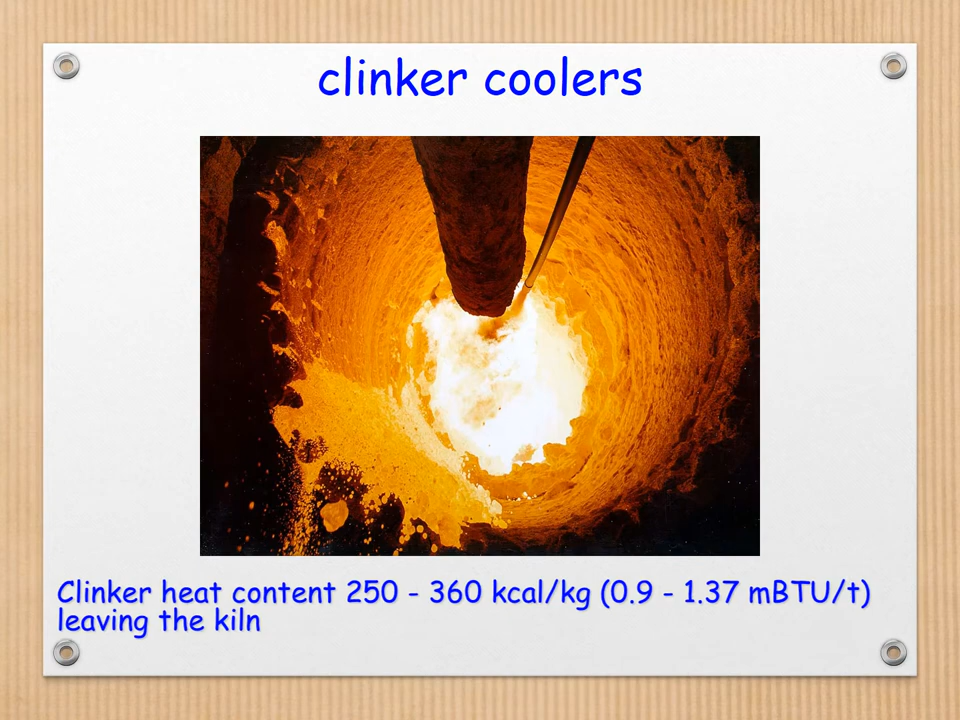 clinker coolers
Clinker heat content 250 - 360 kcal/kg (0.9 - 1.37 mBTU/t)
leaving the kiln